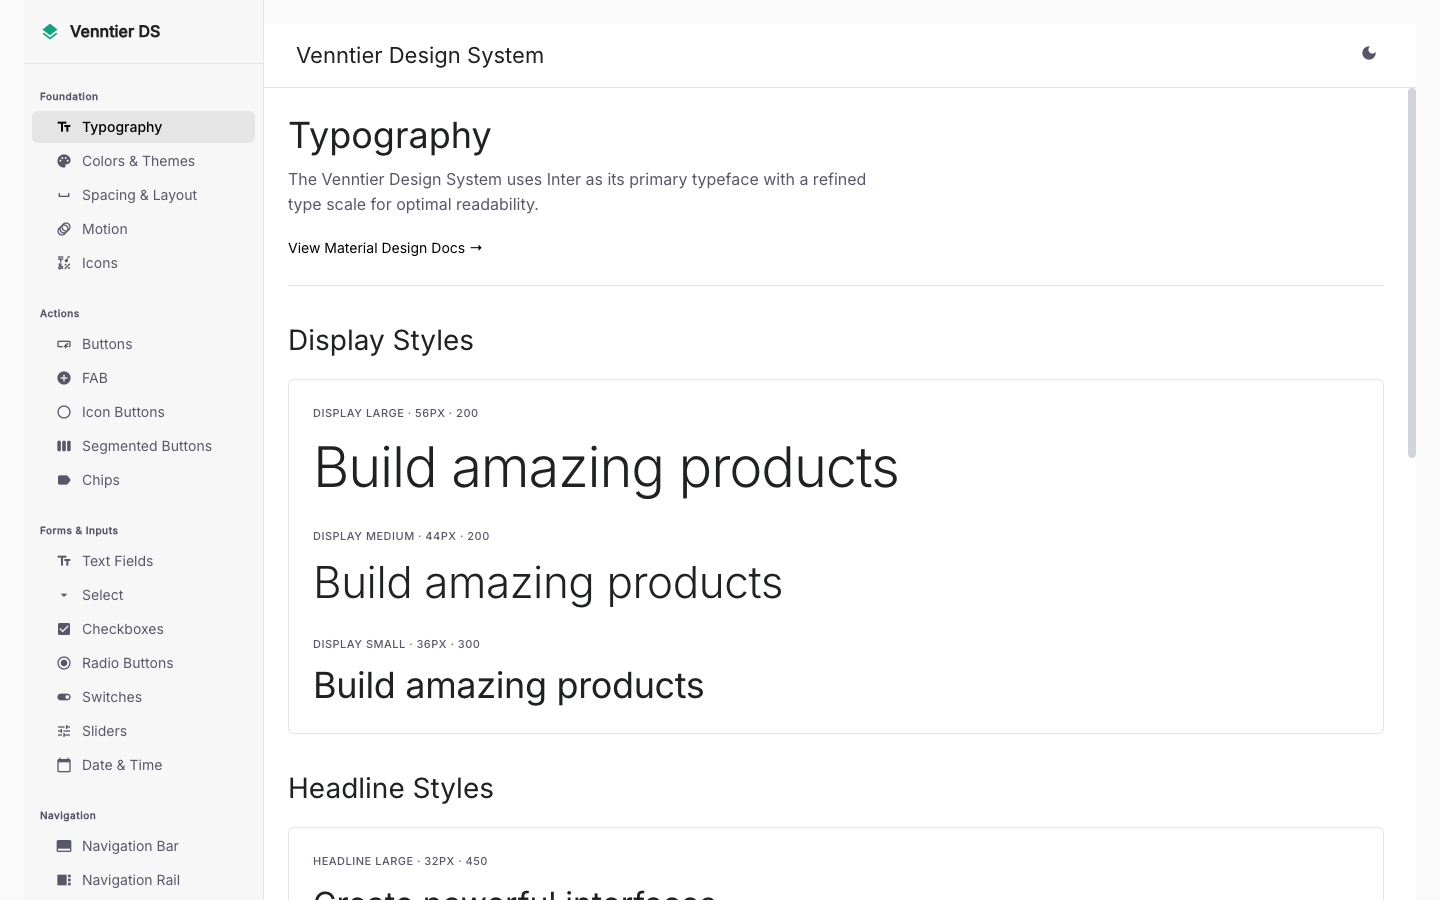 Venntier DS
Foundation
Typography
Colors & Themes
Spacing & Layout
Motion
Icons
Actions
Buttons
FAB
Icon Buttons
Segmented Buttons
Chips
Forms & Inputs
Text Fields
Select
Checkboxes
Radio Buttons
Switches
Sliders
Date & Time
Navigation
Navigation Bar
Navigation Rail
Venntier Design System
Typography
The Venntier Design System uses Inter as its primary typeface with a refined
type scale for optimal readability.
View Material Design Docs →
Display Styles
DISPLAY LARGE · 56PX · 200
Build amazing products
DISPLAY MEDIUM · 44PX · 200
Build amazing products
DISPLAY SMALL · 36PX · 300
Build amazing products
Headline Styles
HEADLINE LARGE · 32PX · 450
Create powerful interfaces